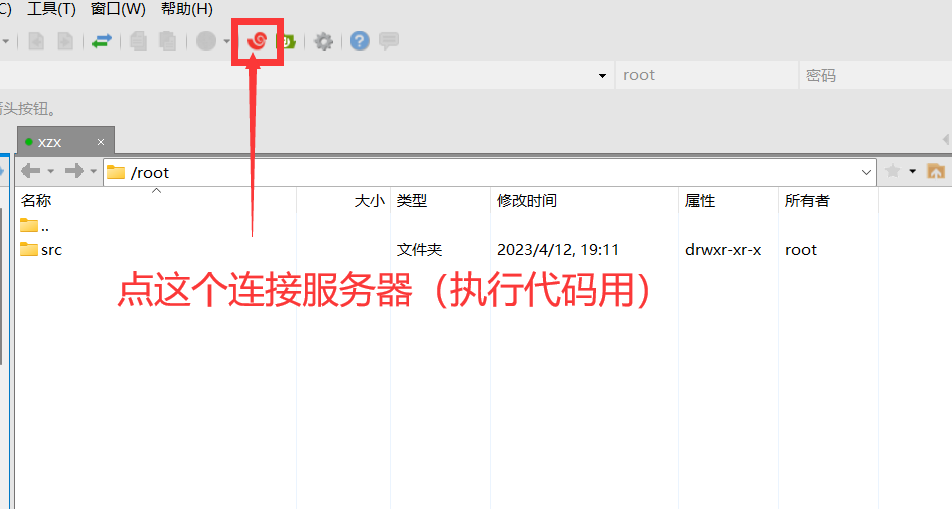 C) 工具(T) 王口(W) 帮助(H)
root 密码
箭头按钮。
xzx ×
/root
名称 大小 类型 修改时间 属性 所有者
..
src 文件夹 2023/4/12, 19:11 drwxr-xr-x root
点这个连接服务器（执行代码用）